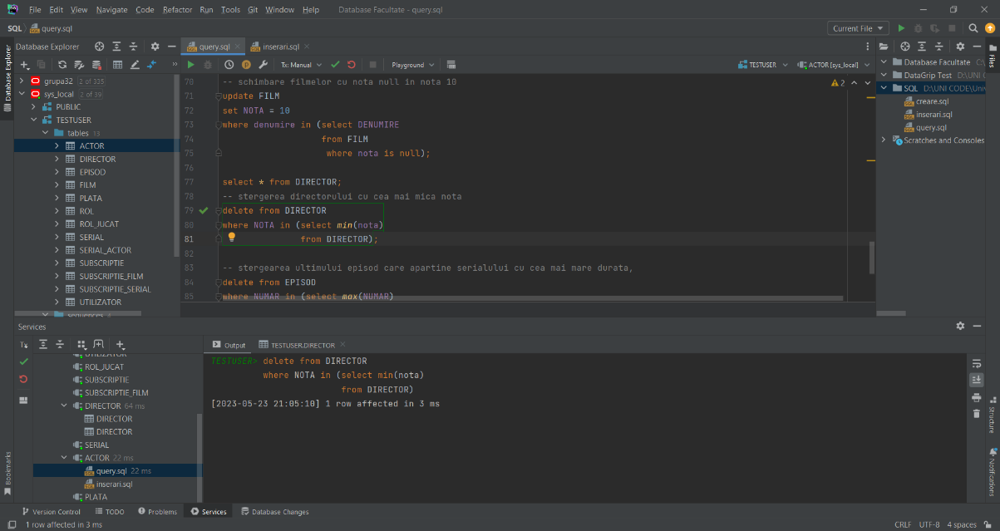 File Edit View Navigate Code Refactor Run Tools Git Window Help Database Facultate - query.sql
SQL query.sql Current File
Database Explorer query.sql inserari.sql
Tx: Manual Playground TESTUSER ACTOR [sys_local]
grupa32 2 of 335
sys_local 2 of 39
PUBLIC
TESTUSER
tables 13
ACTOR
DIRECTOR
EPISOD
FILM
PLATA
ROL
ROL_JUCAT
SERIAL
SERIAL_ACTOR
SUBSCRIPTIE
SUBSCRIPTIE_FILM
SUBSCRIPTIE_SERIAL
UTILIZATOR
sequences 4
70 -- schimbare filmelor cu nota null in nota 10
71 update FILM
72 set NOTA = 10
73 where denumire in (select DENUMIRE
74 from FILM
75 where nota is null);
76
77 select * from DIRECTOR;
78 -- stergerea directorului cu cea mai mica nota
79 delete from DIRECTOR
80 where NOTA in (select min(nota)
81 from DIRECTOR);
82
83 -- stergearea ultimului episod care apartine serialului cu cea mai mare durata,
84 delete from EPISOD
85 where NUMAR in (select max(NUMAR)
2
Database Facultate
DataGrip Test D:\UNI C
SQL D:\UNI CODE\Univ
creare.sql
inserari.sql
query.sql
Scratches and Consoles
Database Explorer
Bookmarks
Files
Structure
Notifications
Services
Tx
UTILIZATOR
ROL_JUCAT
SUBSCRIPTIE
SUBSCRIPTIE_FILM
DIRECTOR 64 ms
DIRECTOR
DIRECTOR
SERIAL
ACTOR 22 ms
query.sql 22 ms
inserari.sql
PLATA
Output TESTUSER.DIRECTOR
TESTUSER> delete from DIRECTOR
where NOTA in (select min(nota)
from DIRECTOR)
[2023-05-23 21:05:10] 1 row affected in 3 ms
Version Control TODO Problems Services Database Changes
1 row affected in 3 ms CRLF UTF-8 4 spaces